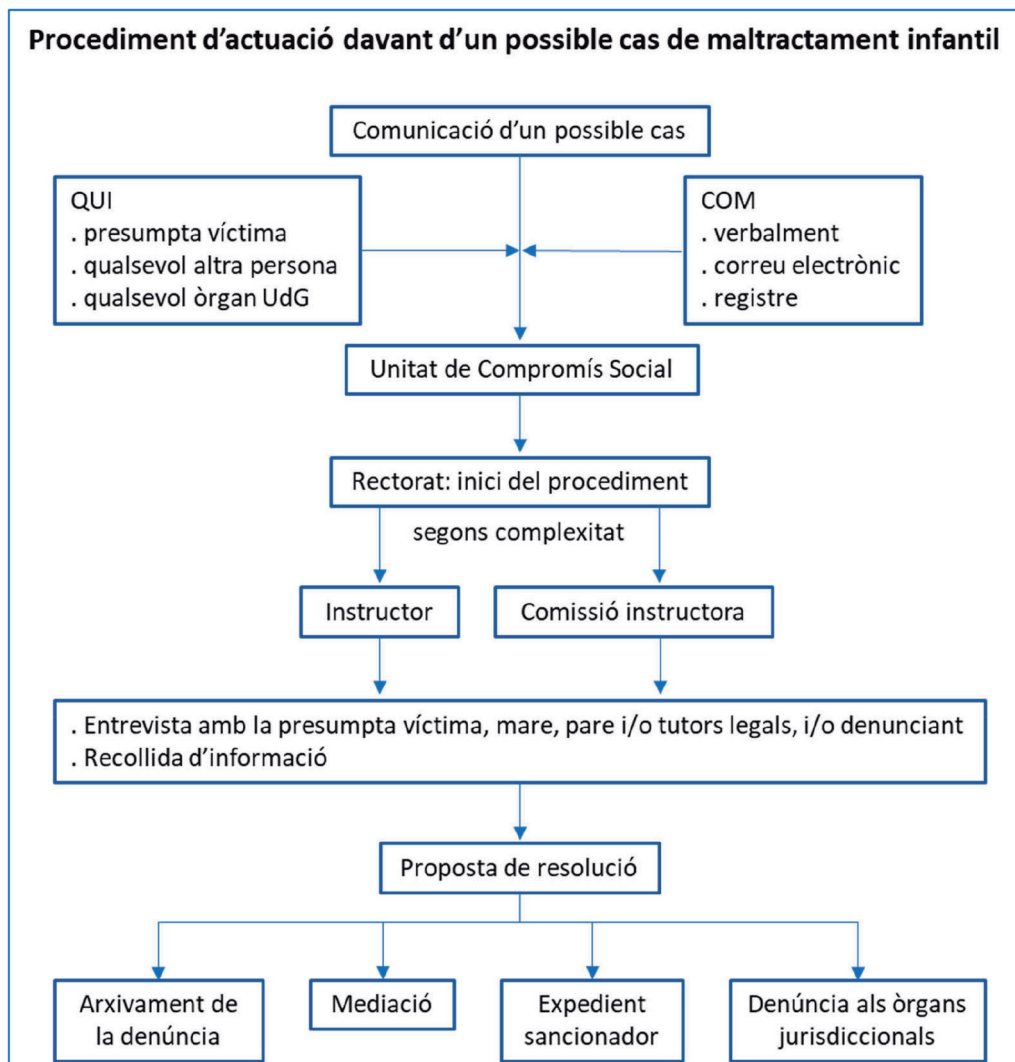 Procediment d’actuació davant d’un possible cas de maltractament infantil
Comunicació d’un possible cas
QUI
. presumpta víctima
. qualsevol altra persona
. qualsevol òrgan UdG
COM
. verbalment
. correu electrònic
. registre
Unitat de Compromís Social
Rectorat: inici del procediment
segons complexitat
Instructor
Comissió instructora
. Entrevista amb la presumpta víctima, mare, pare i/o tutors legals, i/o denunciant
. Recollida d’informació
Proposta de resolució
Arxivament de
la denúncia
Mediació
Expedient
sancionador
Denúncia als òrgans
jurisdiccionals